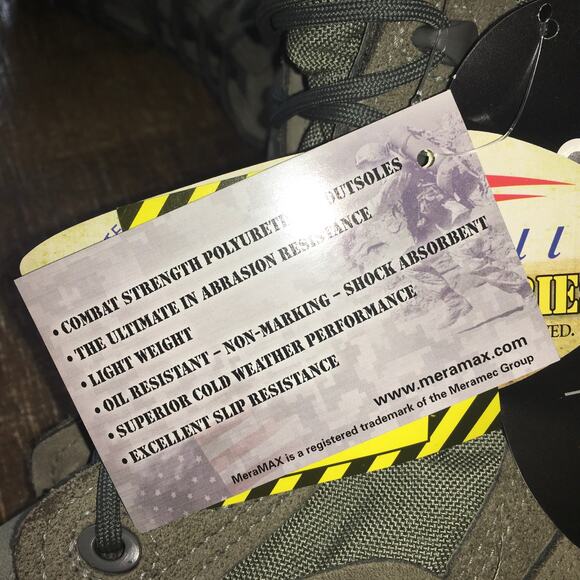 • COMBAT STRENGTH POLYURETH OUTSOLES
• THE ULTIMATE IN ABRASION RESISTANCE
• LIGHT WEIGHT
• OIL RESISTANT – NON-MARKING – SHOCK ABSORBENT
• SUPERIOR COLD WEATHER PERFORMANCE
• EXCELLENT SLIP RESISTANCE
www.meramax.com
MeraMAX is a registered trademark of the Meramec Group